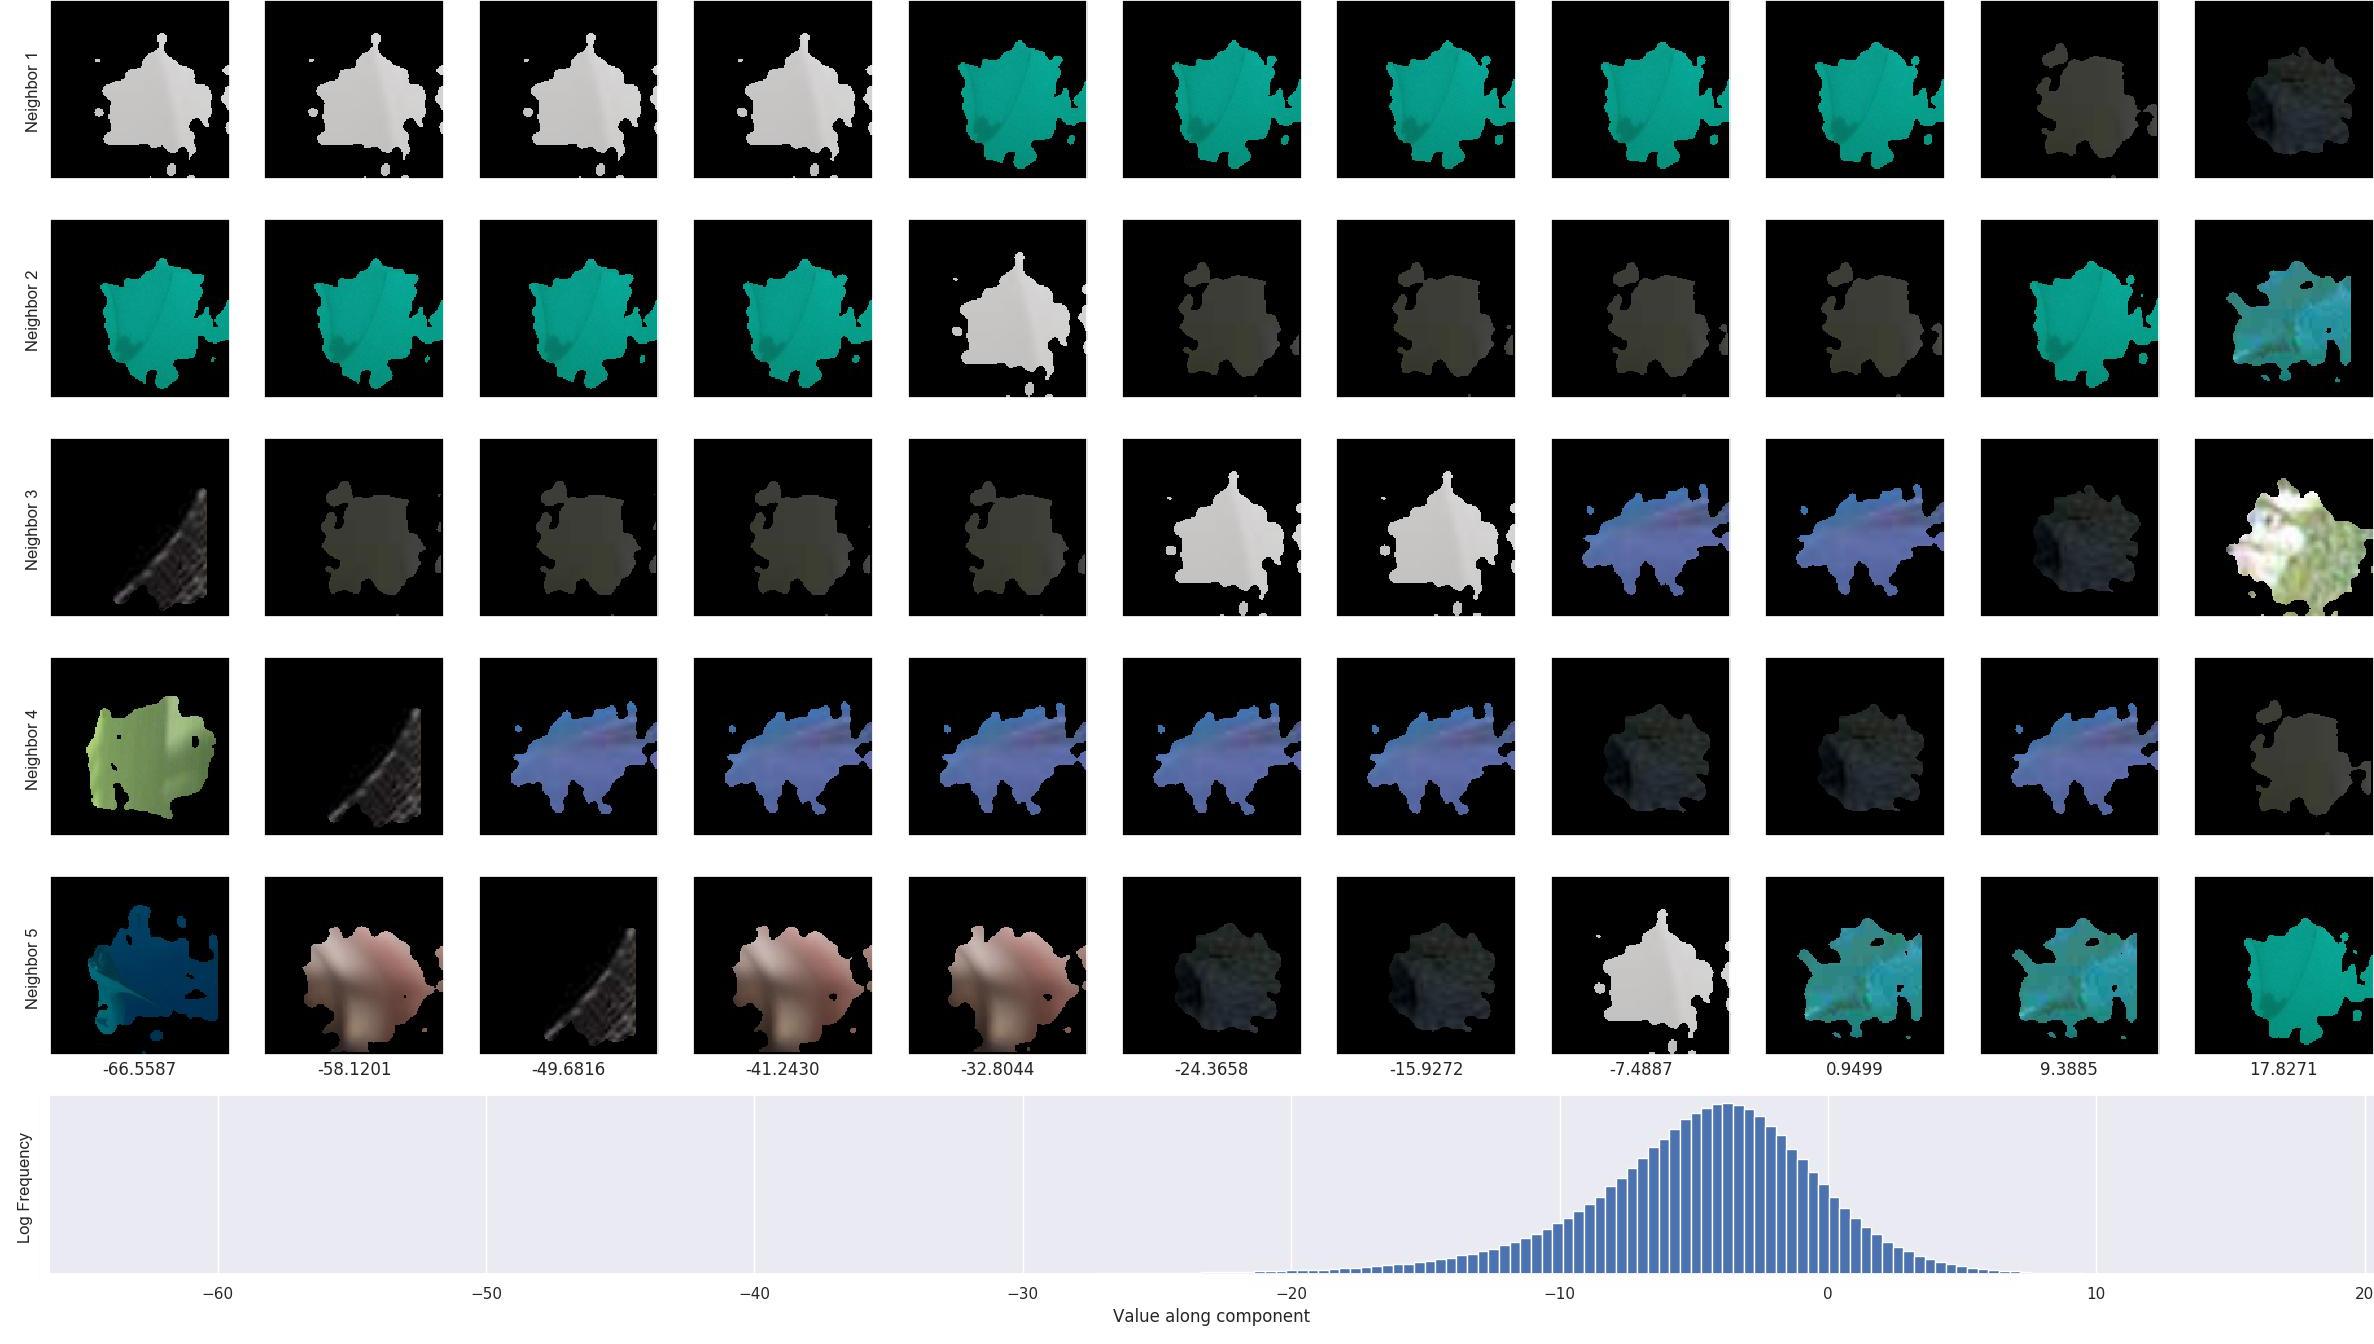 Neighbor 1
Neighbor 2
Neighbor 3
Neighbor 4
Neighbor 5
-66.5587 -58.1201 -49.6816 -41.2430 -32.8044 -24.3658 -15.9272 -7.4887 0.9499 9.3885 17.8271
Log Frequency
−60 −50 −40 −30 −20 −10 0 10 20
Value along component